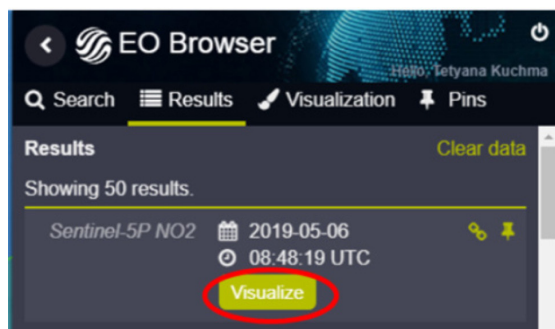 EO Browser
Hello, Tetyana Kuchma
Search Results Visualization Pins
Results Clear data
Showing 50 results.
Sentinel-5P NO2 2019-05-06
08:48:19 UTC
Visualize